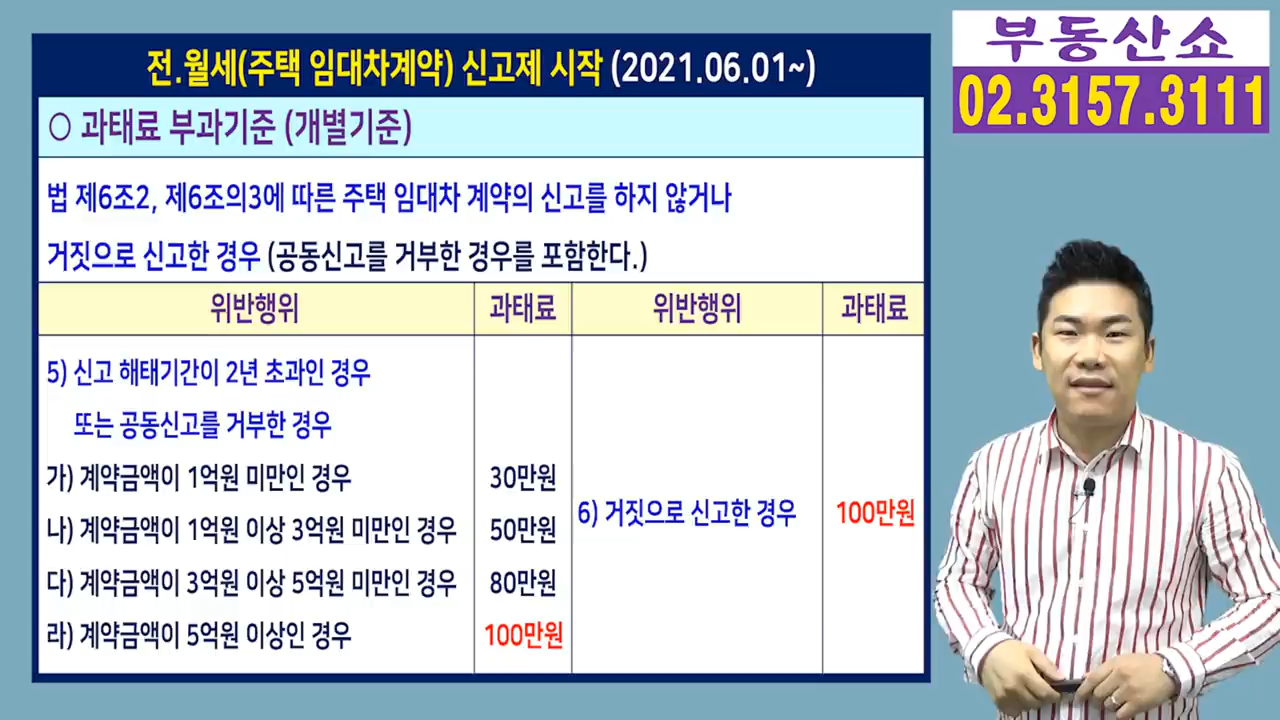 전.월세(주택 임대차계약) 신고제 시작 (2021.06.01~)
부동산쇼
02.3157.3111
○ 과태료 부과기준 (개별기준)
법 제6조2, 제6조의3에 따른 주택 임대차 계약의 신고를 하지 않거나
거짓으로 신고한 경우 (공동신고를 거부한 경우를 포함한다.)
위반행위 과태료 위반행위 과태료
5) 신고 해태기간이 2년 초과인 경우
또는 공동신고를 거부한 경우
가) 계약금액이 1억원 미만인 경우 30만원
나) 계약금액이 1억원 이상 3억원 미만인 경우 50만원
다) 계약금액이 3억원 이상 5억원 미만인 경우 80만원
라) 계약금액이 5억원 이상인 경우 100만원
6) 거짓으로 신고한 경우 100만원